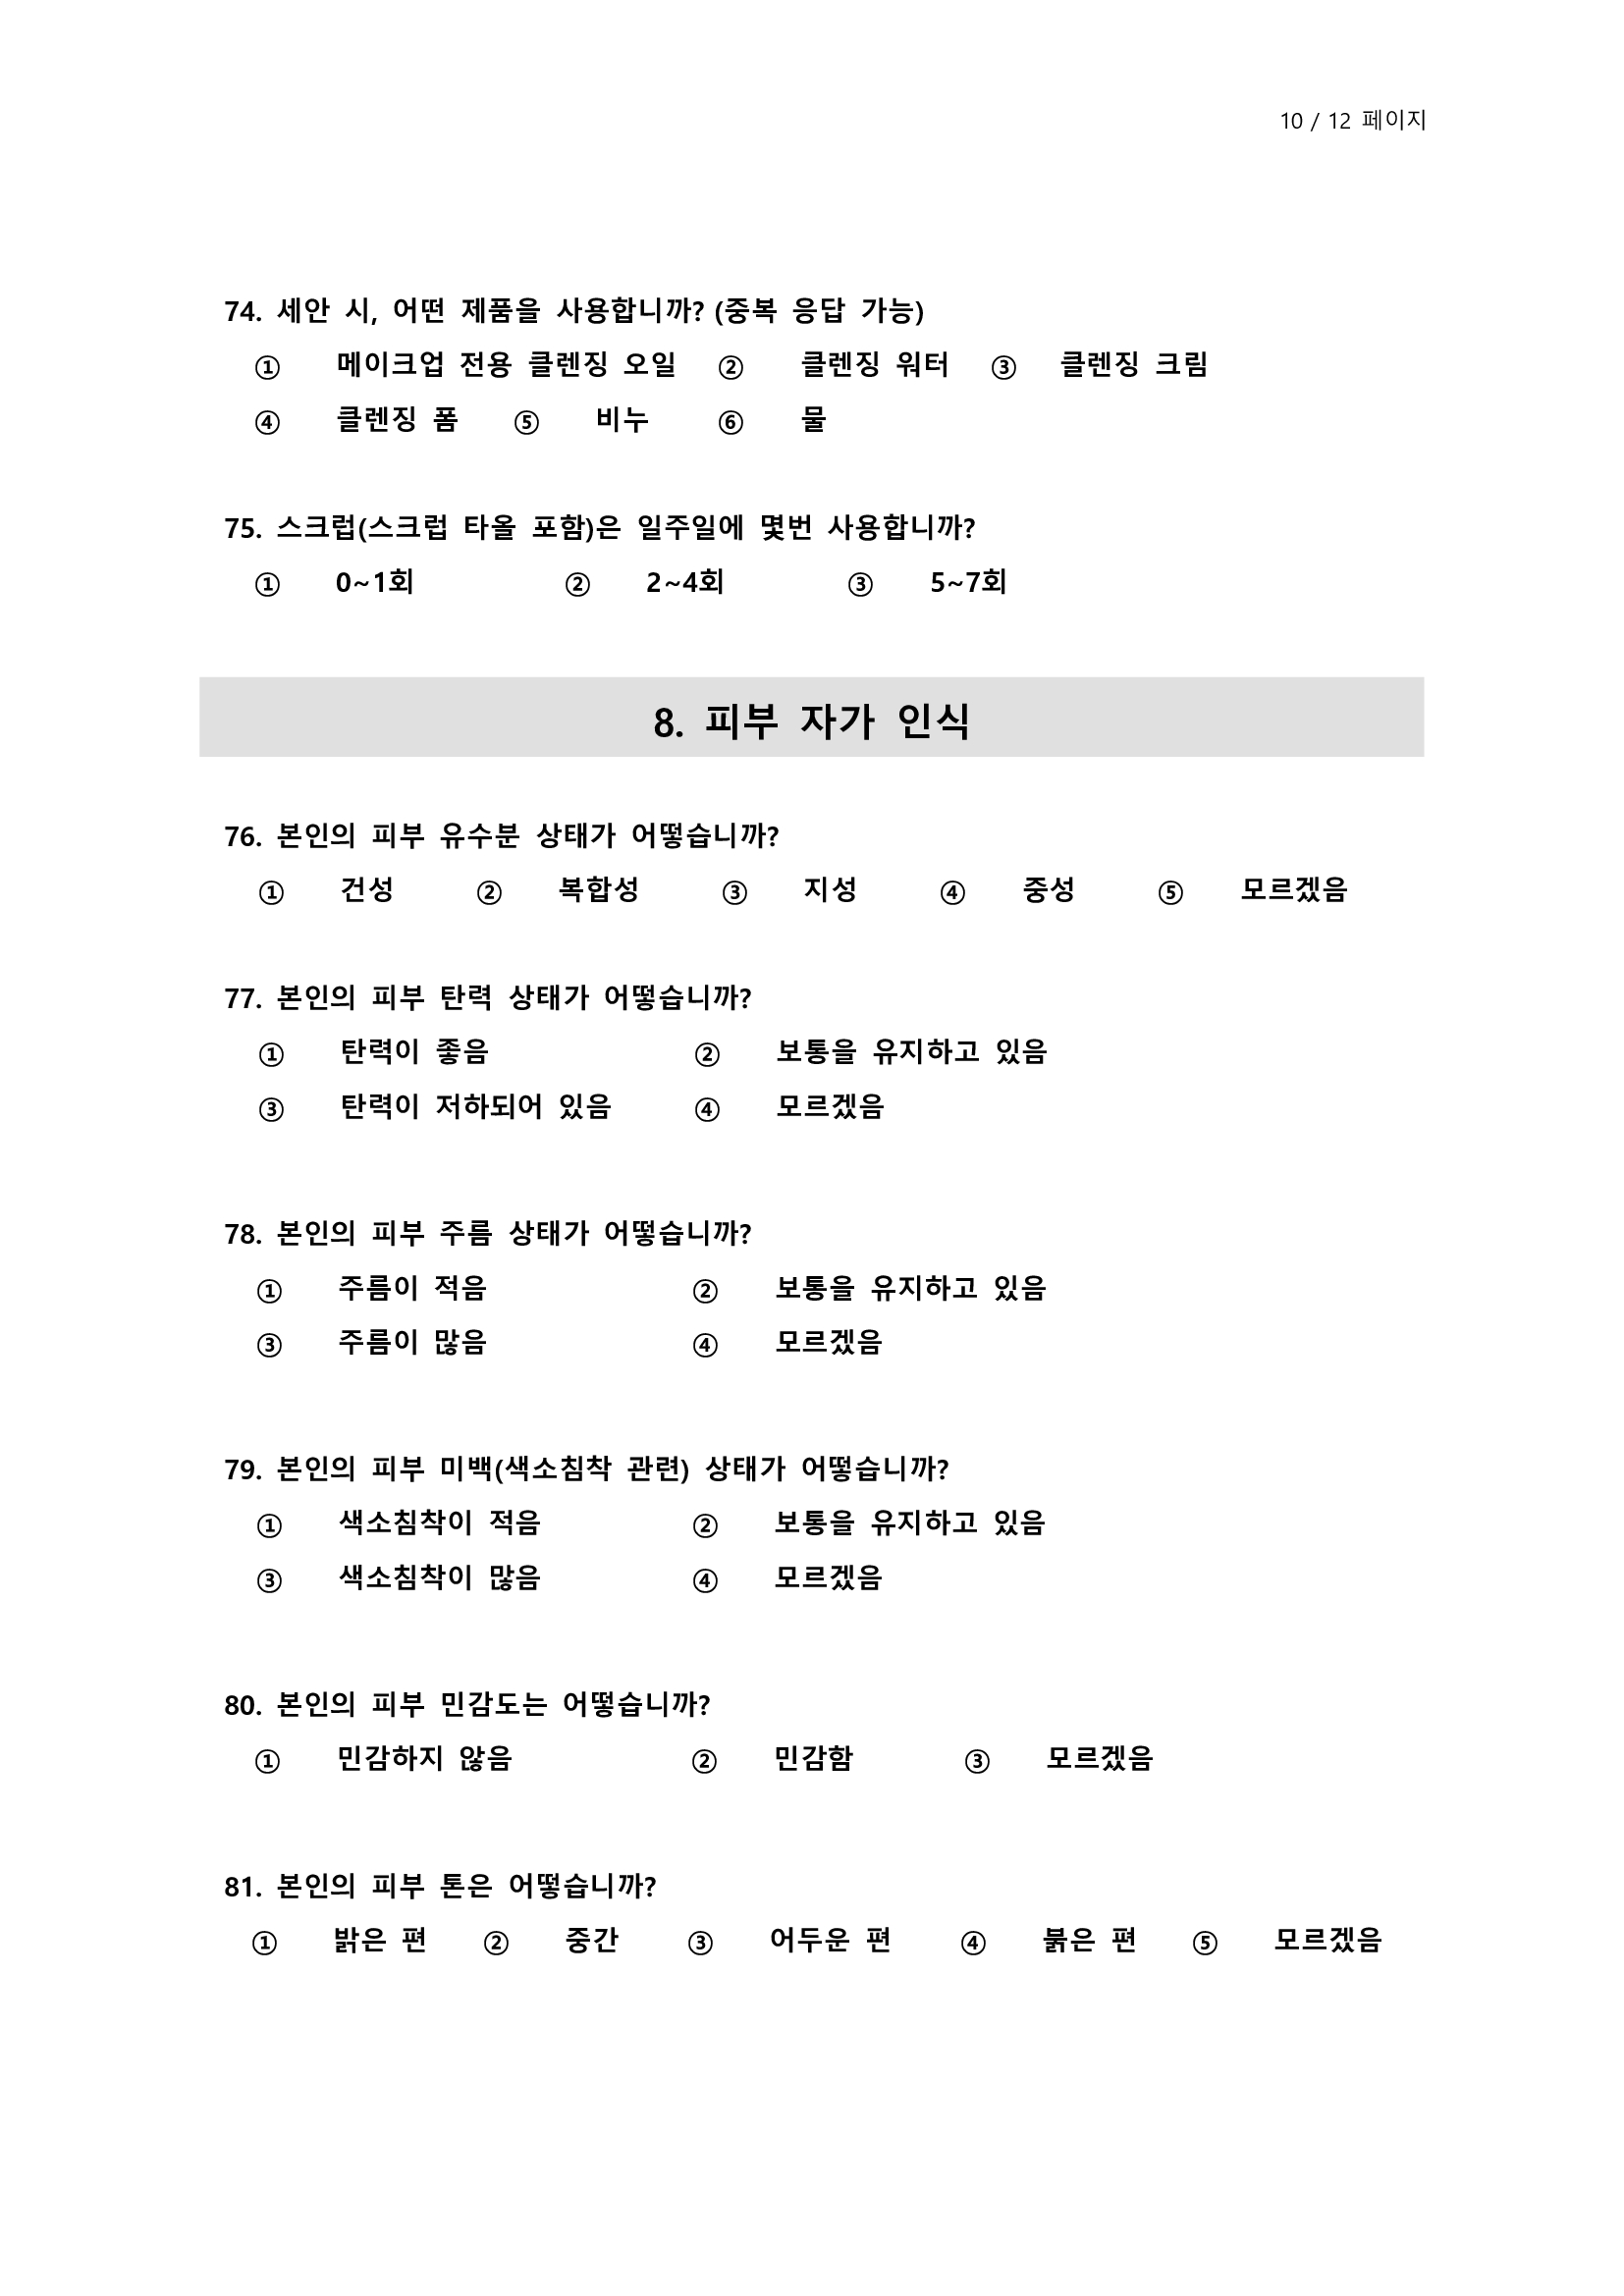 10 / 12 페이지
74. 세안 시, 어떤 제품을 사용합니까? (중복 응답 가능)
① 메이크업 전용 클렌징 오일 ② 클렌징 워터 ③ 클렌징 크림
④ 클렌징 폼 ⑤ 비누 ⑥ 물
75. 스크럽(스크럽 타올 포함)은 일주일에 몇번 사용합니까?
① 0~1회 ② 2~4회 ③ 5~7회
8. 피부 자가 인식
76. 본인의 피부 유수분 상태가 어떻습니까?
① 건성 ② 복합성 ③ 지성 ④ 중성 ⑤ 모르겠음
77. 본인의 피부 탄력 상태가 어떻습니까?
① 탄력이 좋음 ② 보통을 유지하고 있음
③ 탄력이 저하되어 있음 ④ 모르겠음
78. 본인의 피부 주름 상태가 어떻습니까?
① 주름이 적음 ② 보통을 유지하고 있음
③ 주름이 많음 ④ 모르겠음
79. 본인의 피부 미백(색소침착 관련) 상태가 어떻습니까?
① 색소침착이 적음 ② 보통을 유지하고 있음
③ 색소침착이 많음 ④ 모르겠음
80. 본인의 피부 민감도는 어떻습니까?
① 민감하지 않음 ② 민감함 ③ 모르겠음
81. 본인의 피부 톤은 어떻습니까?
① 밝은 편 ② 중간 ③ 어두운 편 ④ 붉은 편 ⑤ 모르겠음